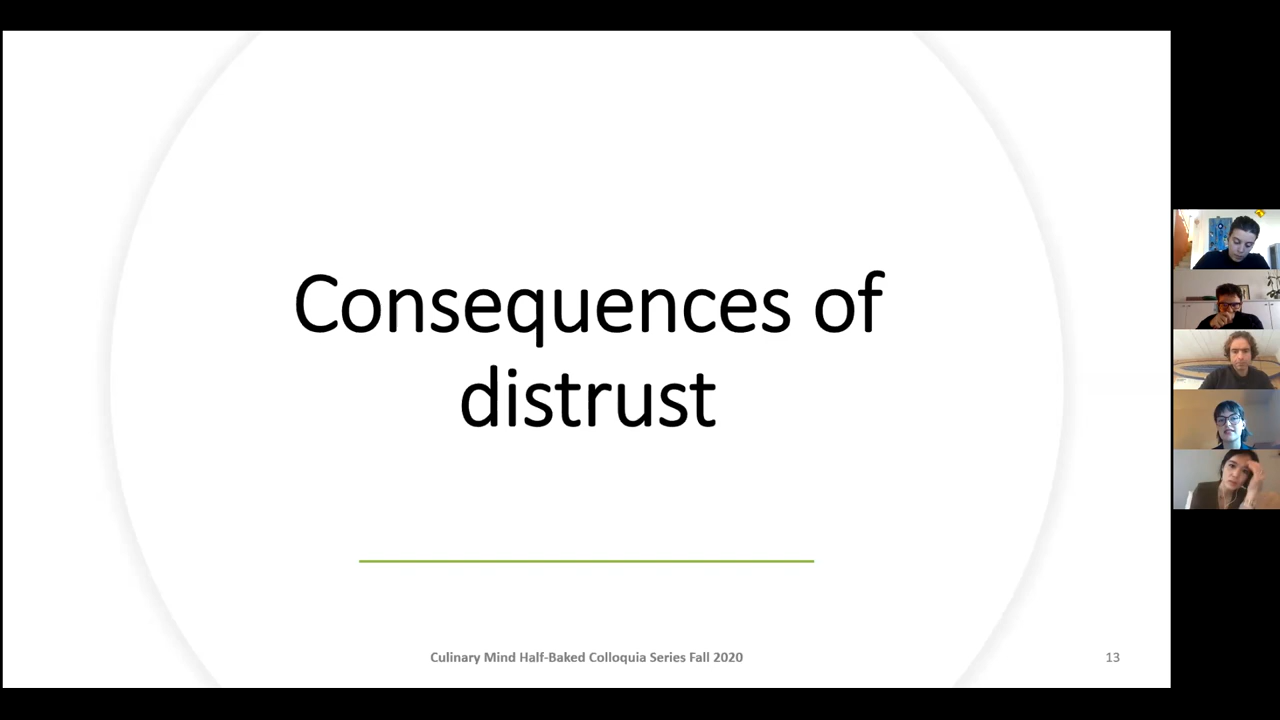 Consequences of
distrust
Culinary Mind Half-Baked Colloquia Series Fall 2020
13